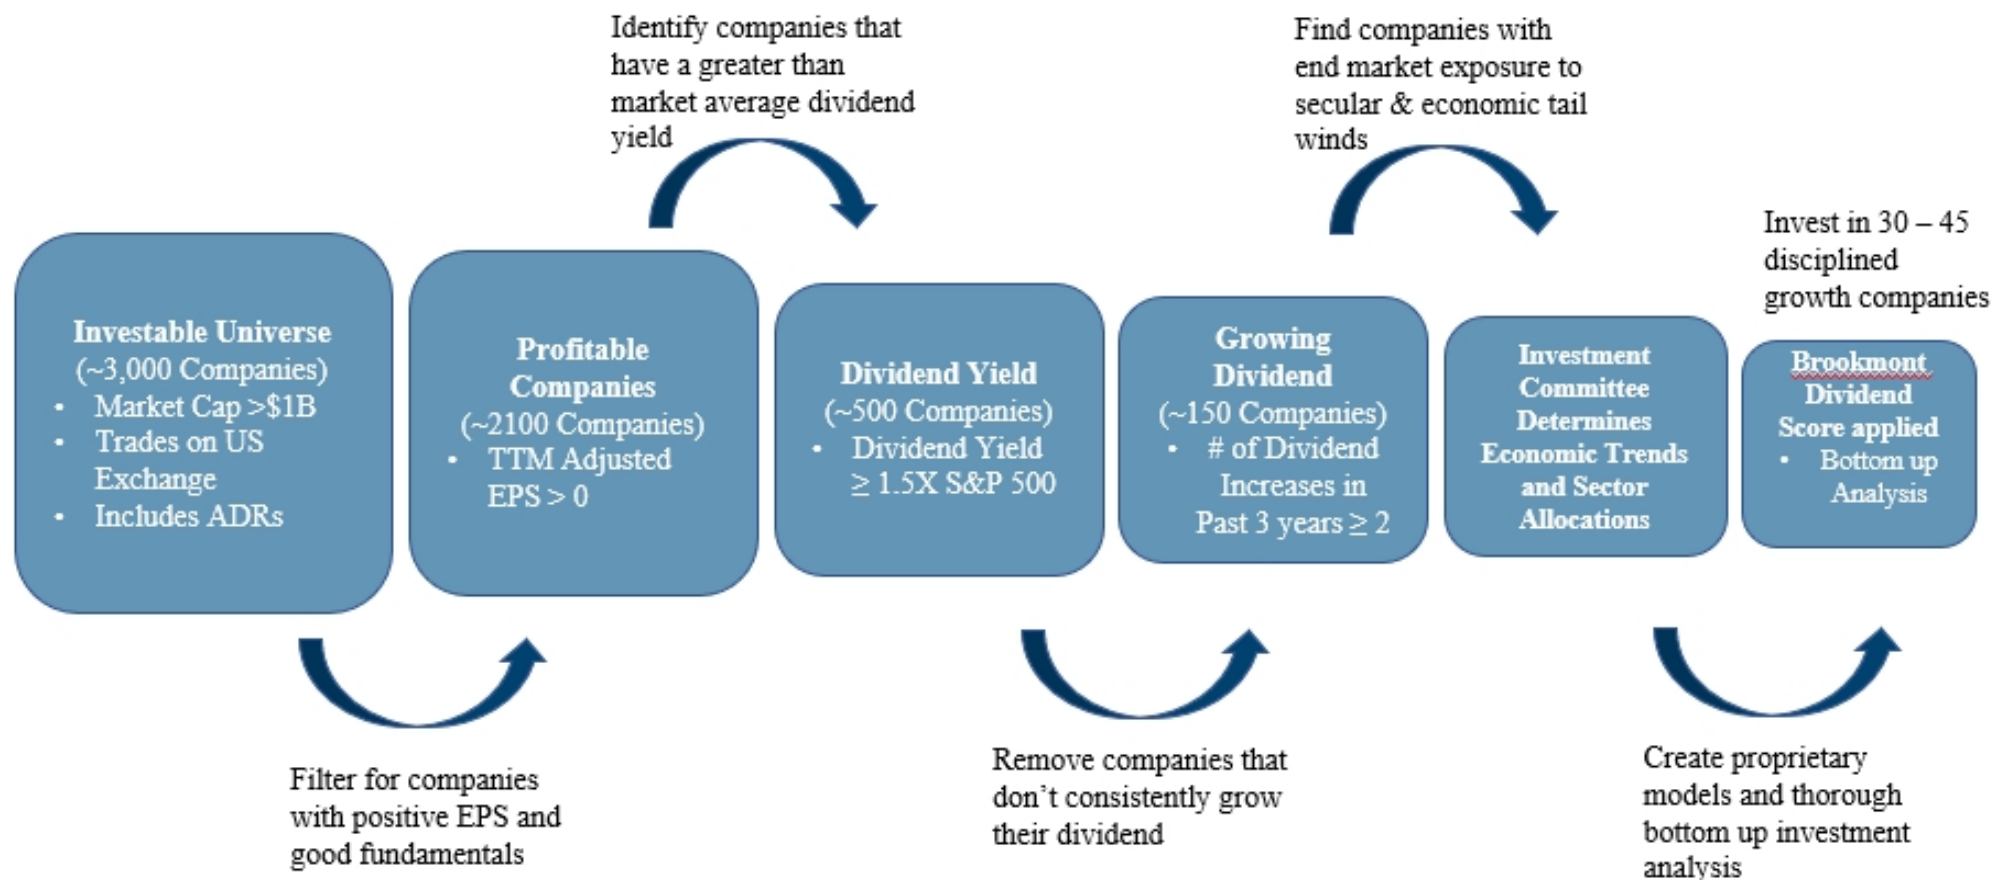 Identify companies that
have a greater than
market average dividend
yield
Find companies with
end market exposure to
secular & economic tail
winds
Invest in 30 – 45
disciplined
growth companies
Investable Universe
(~3,000 Companies)
• Market Cap >$1B
• Trades on US
Exchange
• Includes ADRs
Profitable
Companies
(~2100 Companies)
• TTM Adjusted
EPS > 0
Dividend Yield
(~500 Companies)
• Dividend Yield
≥ 1.5X S&P 500
Growing
Dividend
(~150 Companies)
• # of Dividend
Increases in
Past 3 years ≥ 2
Investment
Committee
Determines
Economic Trends
and Sector
Allocations
Brookmont
Dividend
Score applied
• Bottom up
Analysis
Filter for companies
with positive EPS and
good fundamentals
Remove companies that
don’t consistently grow
their dividend
Create proprietary
models and thorough
bottom up investment
analysis